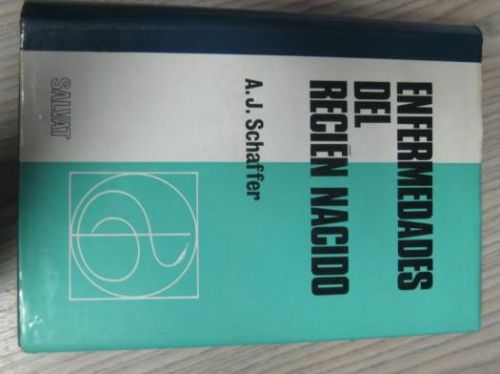 ENFERMEDADES
DEL
RECIÉN NACIDO
A. J. Schaffer
SALVAT